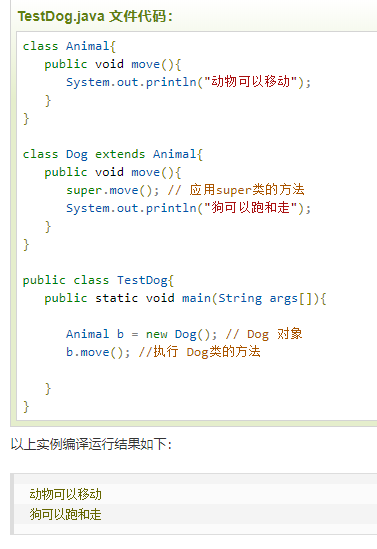 TestDog.java 文件代码：
class Animal{
   public void move(){
      System.out.println("动物可以移动");
   }
}

class Dog extends Animal{
   public void move(){
      super.move(); // 应用super类的方法
      System.out.println("狗可以跑和走");
   }
}

public class TestDog{
   public static void main(String args[]){

      Animal b = new Dog(); // Dog 对象
      b.move(); //执行 Dog类的方法

   }
}
以上实例编译运行结果如下：
动物可以移动
狗可以跑和走